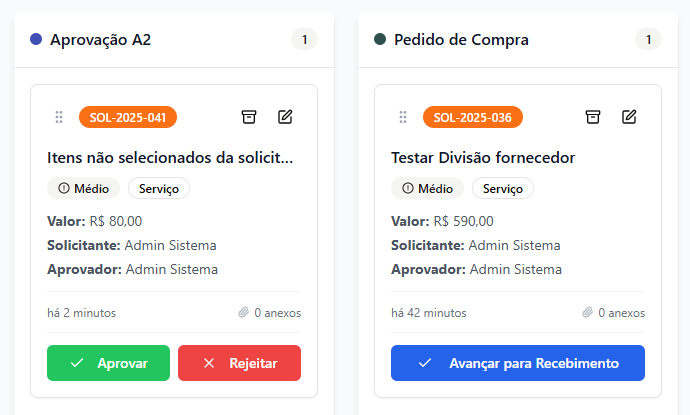 Aprovação A2
1
SOL-2025-041
Itens não selecionados da solicit...
Médio
Serviço
Valor: R$ 80,00
Solicitante: Admin Sistema
Aprovador: Admin Sistema
há 2 minutos
0 anexos
Aprovar
Rejeitar
Pedido de Compra
1
SOL-2025-036
Testar Divisão fornecedor
Médio
Serviço
Valor: R$ 590,00
Solicitante: Admin Sistema
Aprovador: Admin Sistema
há 42 minutos
0 anexos
Avançar para Recebimento